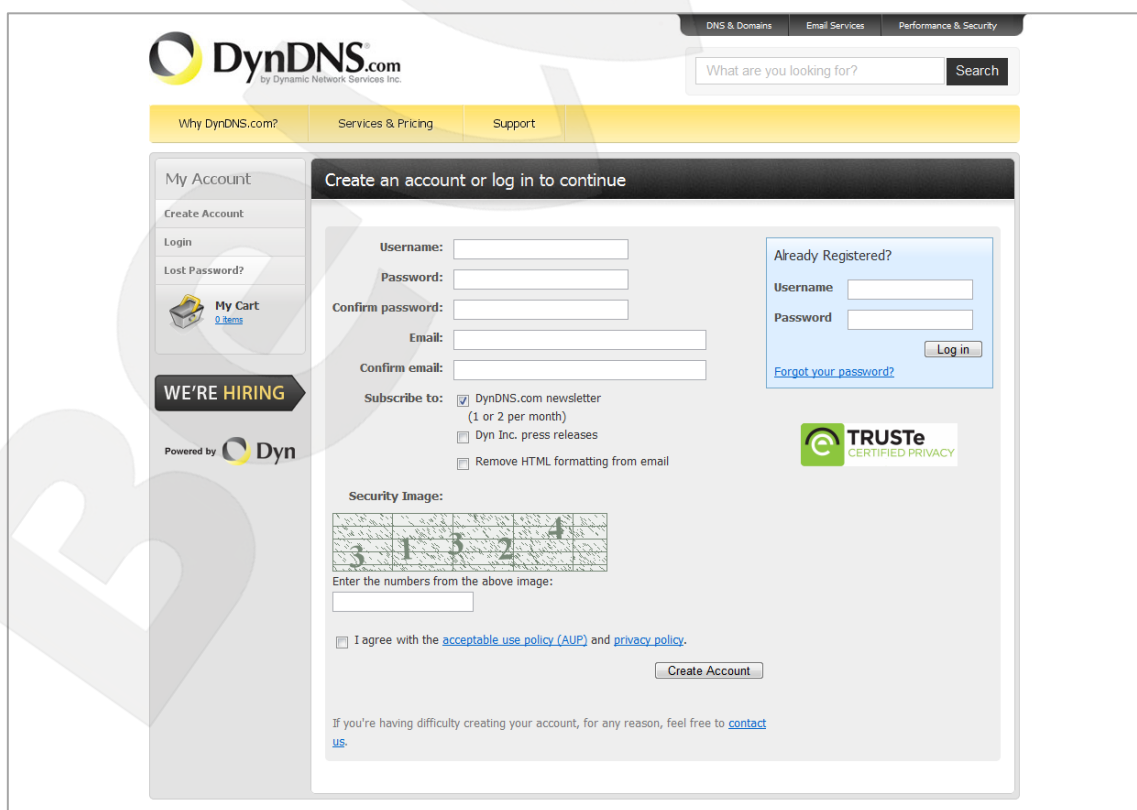 DNS & Domains Email Services Performance & Security
DynDNS.com
by Dynamic Network Services Inc.
What are you looking for? Search
Why DynDNS.com? Services & Pricing Support
My Account
Create Account
Login
Lost Password?
My Cart
0 items
WE'RE HIRING
Powered by Dyn
Create an account or log in to continue
Username:
Password:
Confirm password:
Email:
Confirm email:
Subscribe to: DynDNS.com newsletter
(1 or 2 per month)
Dyn Inc. press releases
Remove HTML formatting from email
Security Image:
3 1 3 2 4
Enter the numbers from the above image:
I agree with the acceptable use policy (AUP) and privacy policy.
Create Account
If you're having difficulty creating your account, for any reason, feel free to contact
us.
Already Registered?
Username
Password
Log in
Forgot your password?
TRUSTe
CERTIFIED PRIVACY